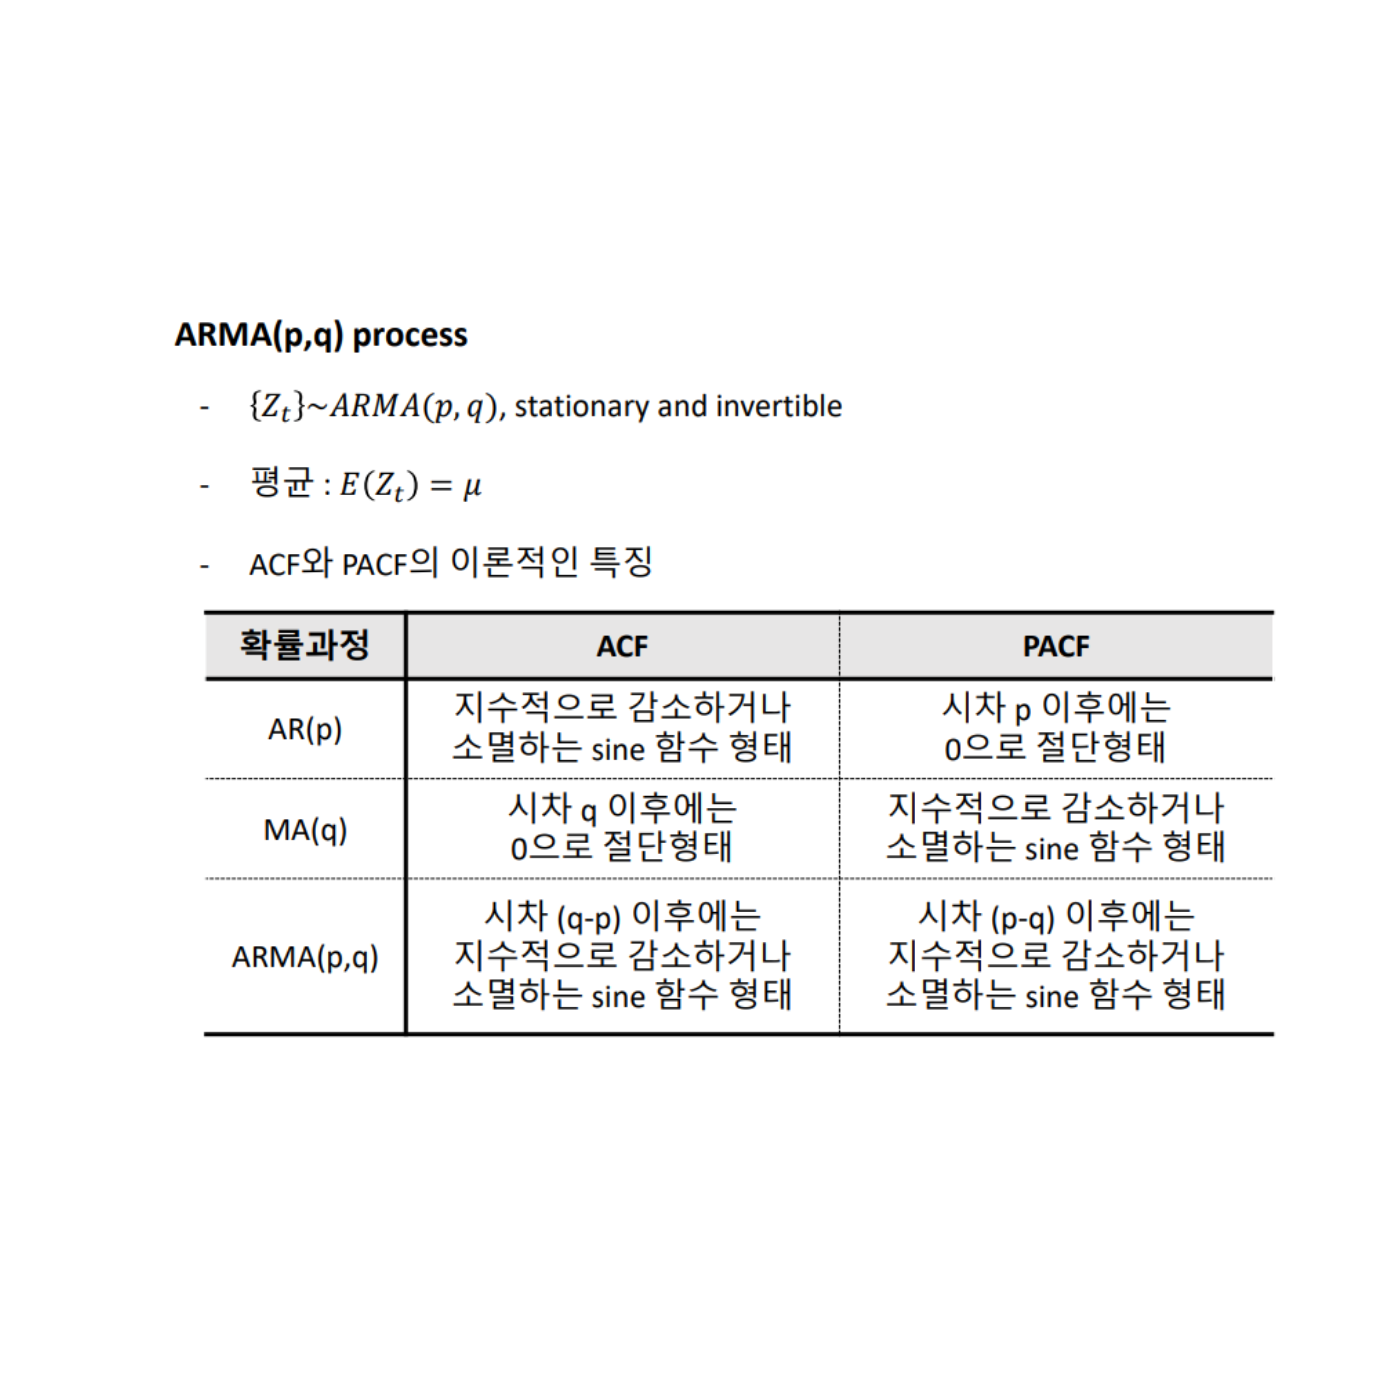 ARMA(p,q) process
- {Z_t}~ARMA(p, q), stationary and invertible
- 평균 : E(Z_t) = μ
- ACF와 PACF의 이론적인 특징
확률과정 ACF PACF
AR(p)
지수적으로 감소하거나
소멸하는 sine 함수 형태
시차 p 이후에는
0으로 절단형태
MA(q)
시차 q 이후에는
0으로 절단형태
지수적으로 감소하거나
소멸하는 sine 함수 형태
ARMA(p,q)
시차 (q-p) 이후에는
지수적으로 감소하거나
소멸하는 sine 함수 형태
시차 (p-q) 이후에는
지수적으로 감소하거나
소멸하는 sine 함수 형태